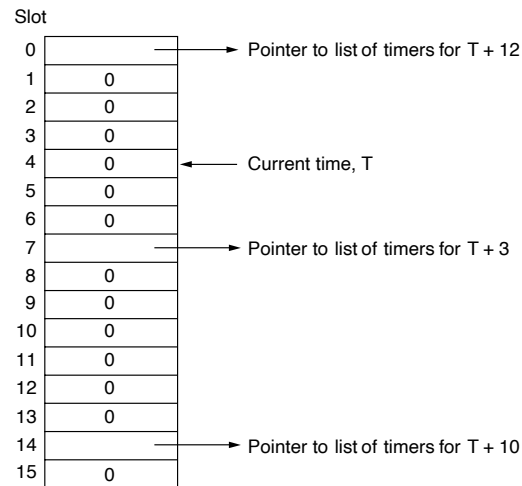 Slot
0 Pointer to list of timers for T + 12
1 0
2 0
3 0
4 0 Current time, T
5 0
6 0
7 Pointer to list of timers for T + 3
8 0
9 0
10 0
11 0
12 0
13 0
14 Pointer to list of timers for T + 10
15 0